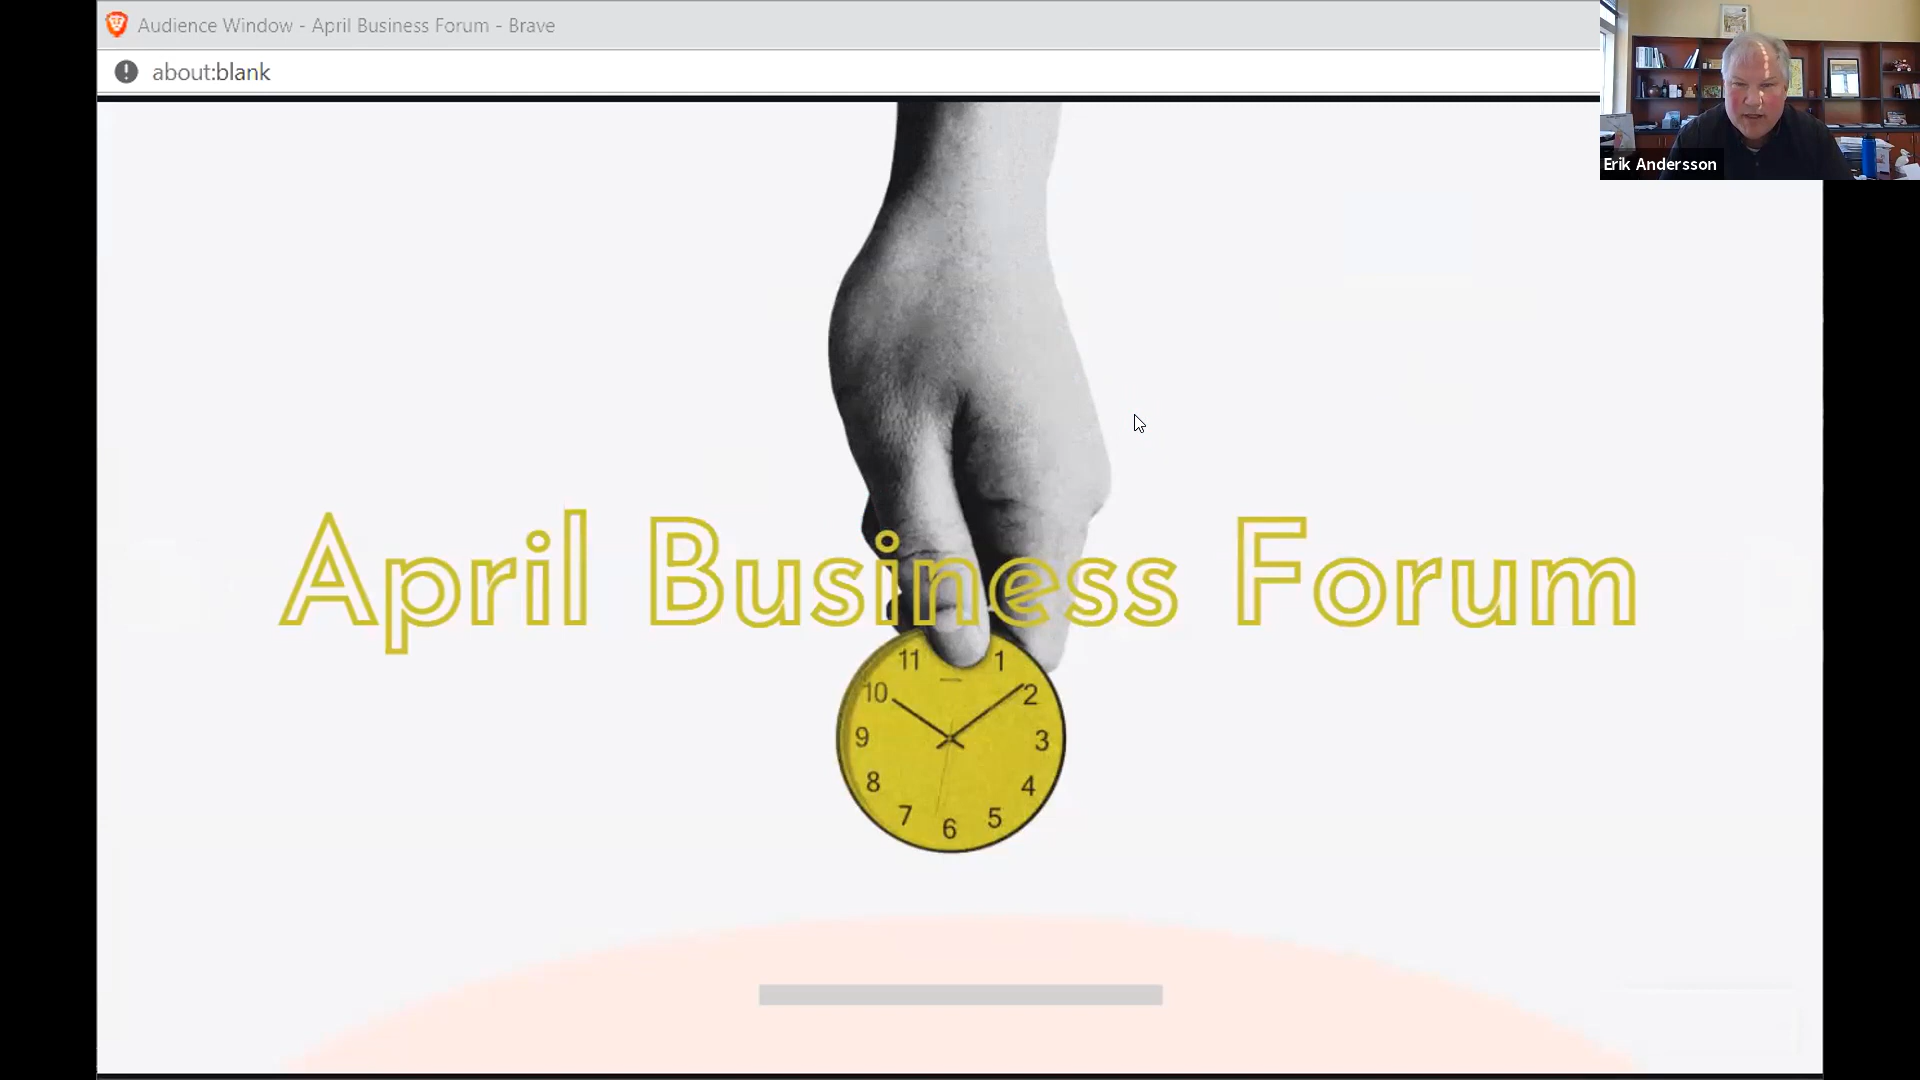 Audience Window - April Business Forum - Brave
about:blank
Erik Andersson
April Business Forum
11
1
10
2
9
3
8
4
7
5
6